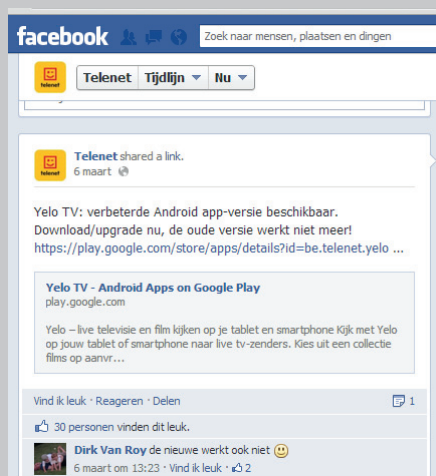 facebook
Zoek naar mensen, plaatsen en dingen
telenet
Telenet Tijdlijn Nu
telenet
Telenet shared a link.
6 maart
Yelo TV: verbeterde Android app-versie beschikbaar.
Download/upgrade nu, de oude versie werkt niet meer!
https://play.google.com/store/apps/details?id=be.telenet.yelo ...
Yelo TV - Android Apps on Google Play
play.google.com
Yelo – live televisie en film kijken op je tablet en smartphone Kijk met Yelo
op jouw tablet of smartphone naar live tv-zenders. Kies uit een collectie
films op aanvr...
Vind ik leuk · Reageren · Delen 1
30 personen vinden dit leuk.
Dirk Van Roy de nieuwe werkt ook niet
6 maart om 13:23 · Vind ik leuk · 2